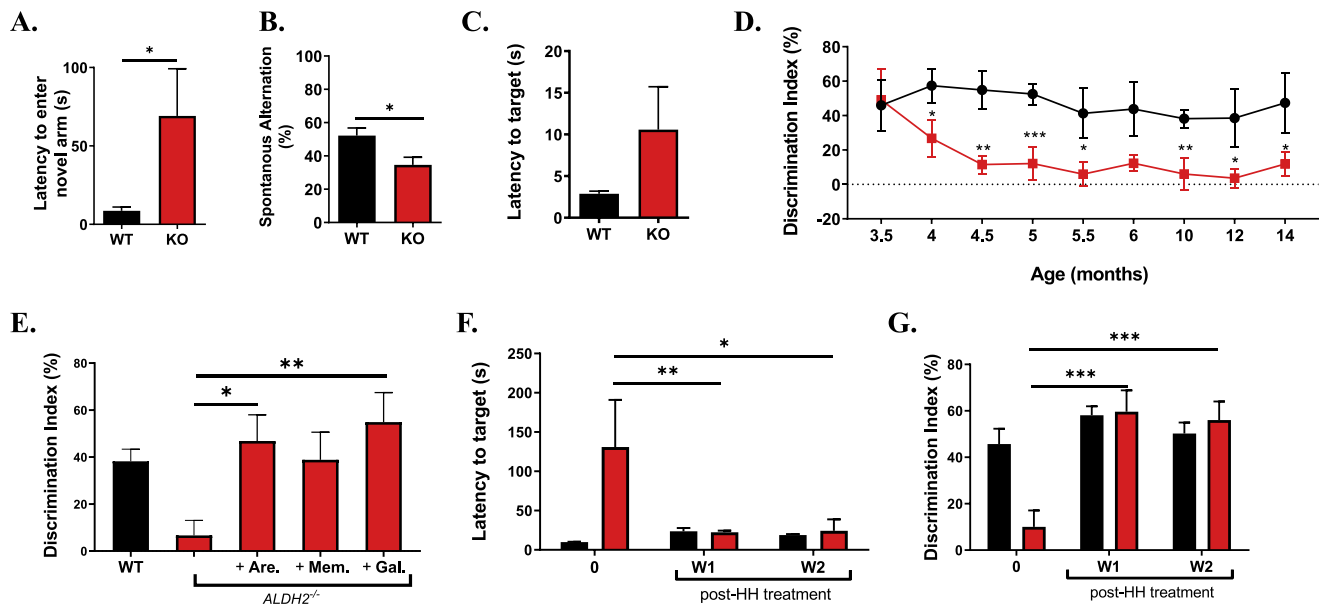 A.
Latency to enter
novel arm (s)
100
50
0
*
WT
KO
B.
Spontanous Alternation
(%)
100
80
60
40
20
0
*
WT
KO
C.
Latency to target (s)
20
15
10
5
0
WT
KO
D.
Discrimination Index (%)
80
60
40
20
0
-20
*
**
***
*
**
*
*
3.5
4
4.5
5
5.5
6
10
12
14
Age (months)
E.
Discrimination Index (%)
80
60
40
20
0
*
**
WT
+ Are.
+ Mem.
+ Gal.
ALDH2-/-
F.
Latency to target (s)
250
200
150
100
50
0
**
*
0
W1
W2
post-HH treatment
G.
Discrimination Index (%)
80
60
40
20
0
***
***
0
W1
W2
post-HH treatment